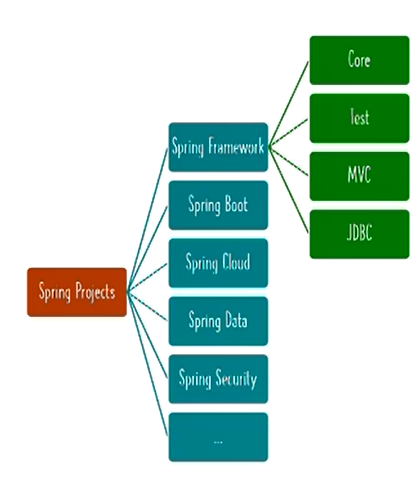 Core
Test
Spring Framework
MVC
Spring Boot
JDBC
Spring Cloud
Spring Projects
Spring Data
Spring Security
...